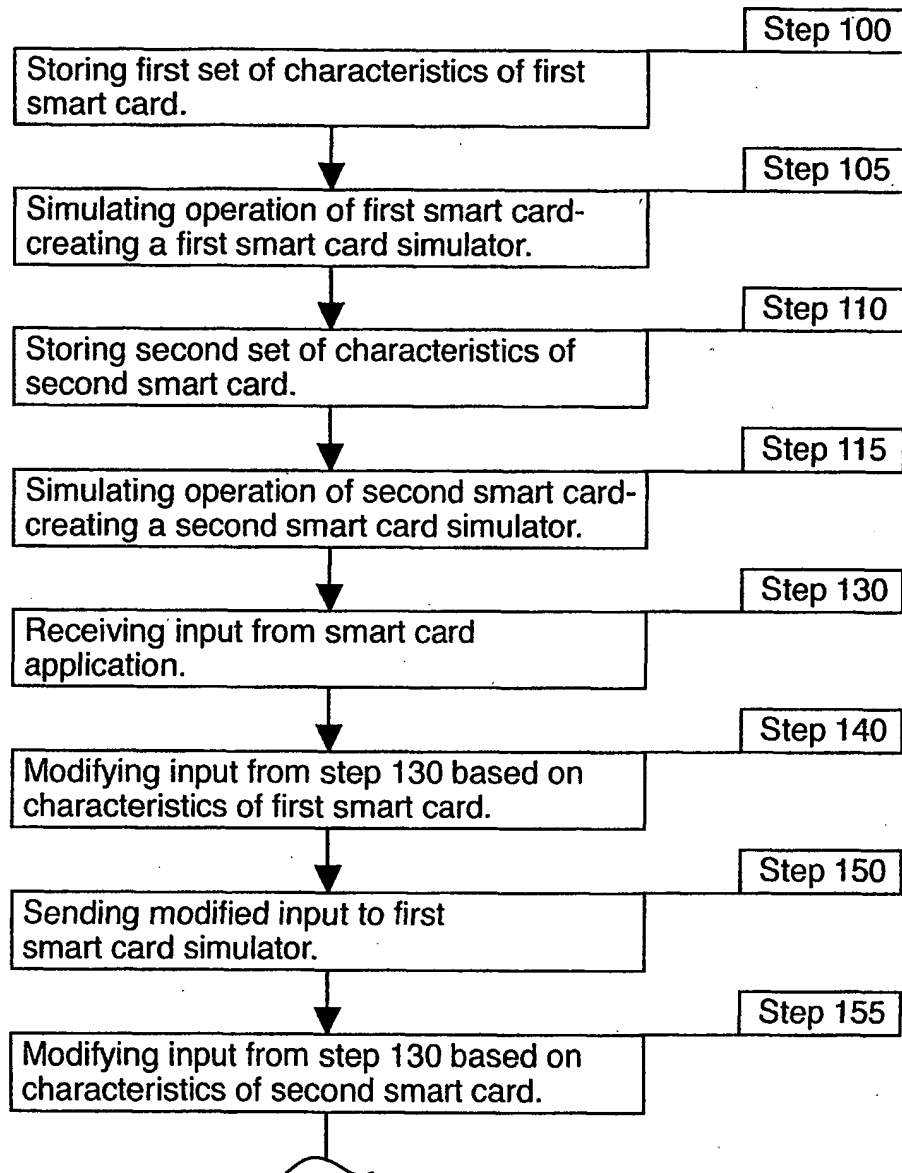 Step 100
Storing first set of characteristics of first
smart card.
Step 105
Simulating operation of first smart card-
creating a first smart card simulator.
Step 110
Storing second set of characteristics of
second smart card.
Step 115
Simulating operation of second smart card-
creating a second smart card simulator.
Step 130
Receiving input from smart card
application.
Step 140
Modifying input from step 130 based on
characteristics of first smart card.
Step 150
Sending modified input to first
smart card simulator.
Step 155
Modifying input from step 130 based on
characteristics of second smart card.